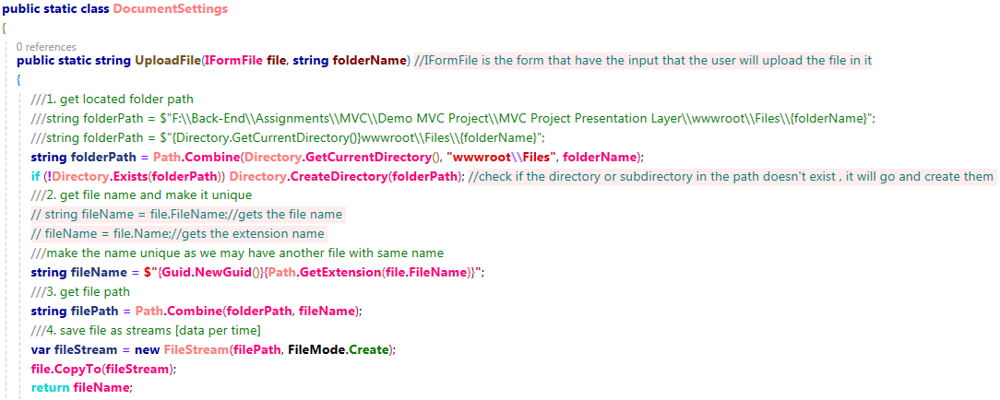 public static class DocumentSettings
{
0 references
public static string UploadFile(IFormFile file, string folderName) //IFormFile is the form that have the input that the user will upload the file in it
{
///1. get located folder path
///string folderPath = $"F:\\Back-End\\Assignments\\MVC\\Demo MVC Project\\MVC Project Presentation Layer\\wwwroot\\Files\\{folderName}";
///string folderPath = $"{Directory.GetCurrentDirectory()}wwwroot\\Files\\{folderName}";
string folderPath = Path.Combine(Directory.GetCurrentDirectory(), "wwwroot\\Files", folderName);
if (!Directory.Exists(folderPath)) Directory.CreateDirectory(folderPath); //check if the directory or subdirectory in the path doesn't exist , it will go and create them
///2. get file name and make it unique
// string fileName = file.FileName;//gets the file name
// fileName = file.Name;//gets the extension name
///make the name unique as we may have another file with same name
string fileName = $"{Guid.NewGuid()}{Path.GetExtension(file.FileName)}";
///3. get file path
string filePath = Path.Combine(folderPath, fileName);
///4. save file as streams [data per time]
var fileStream = new FileStream(filePath, FileMode.Create);
file.CopyTo(fileStream);
return fileName;